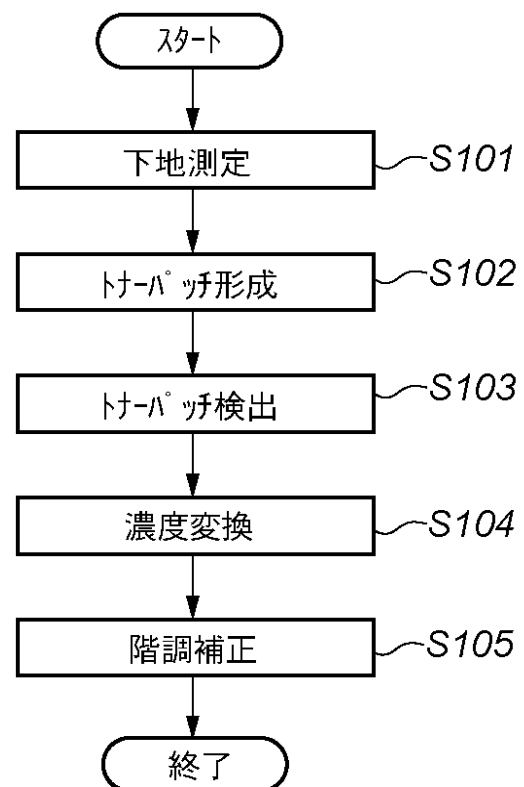 ｽﾀｰﾄ
下地測定 S101
ﾄﾅｰﾊﾟｯﾁ形成 S102
ﾄﾅｰﾊﾟｯﾁ検出 S103
濃度変換 S104
階調補正 S105
終了